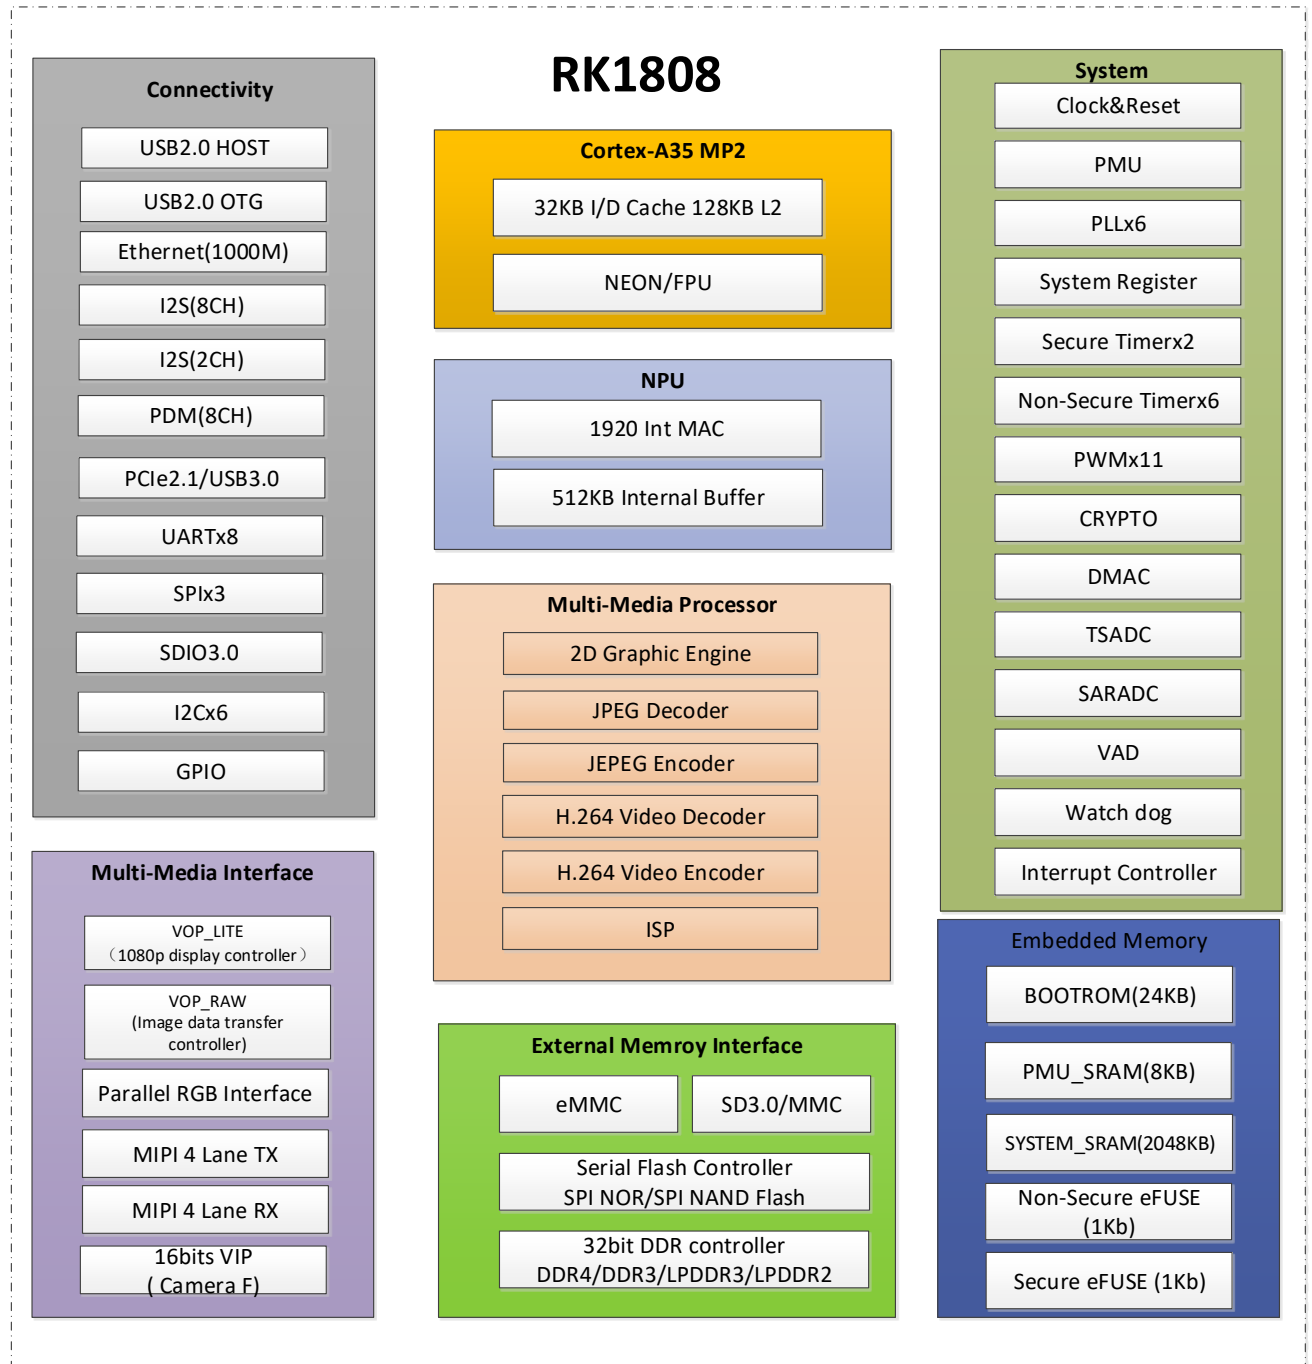 RK1808
Connectivity
USB2.0 HOST
USB2.0 OTG
Ethernet(1000M)
I2S(8CH)
I2S(2CH)
PDM(8CH)
PCIe2.1/USB3.0
UARTx8
SPIx3
SDIO3.0
I2Cx6
GPIO
Multi-Media Interface
VOP_LITE
（1080p display controller）
VOP_RAW
(Image data transfer
controller)
Parallel RGB Interface
MIPI 4 Lane TX
MIPI 4 Lane RX
16bits VIP
( Camera F)
Cortex-A35 MP2
32KB I/D Cache 128KB L2
NEON/FPU
NPU
1920 Int MAC
512KB Internal Buffer
Multi-Media Processor
2D Graphic Engine
JPEG Decoder
JEPEG Encoder
H.264 Video Decoder
H.264 Video Encoder
ISP
External Memroy Interface
eMMC
SD3.0/MMC
Serial Flash Controller
SPI NOR/SPI NAND Flash
32bit DDR controller
DDR4/DDR3/LPDDR3/LPDDR2
System
Clock&Reset
PMU
PLLx6
System Register
Secure Timerx2
Non-Secure Timerx6
PWMx11
CRYPTO
DMAC
TSADC
SARADC
VAD
Watch dog
Interrupt Controller
Embedded Memory
BOOTROM(24KB)
PMU_SRAM(8KB)
SYSTEM_SRAM(2048KB)
Non-Secure eFUSE
(1Kb)
Secure eFUSE (1Kb)